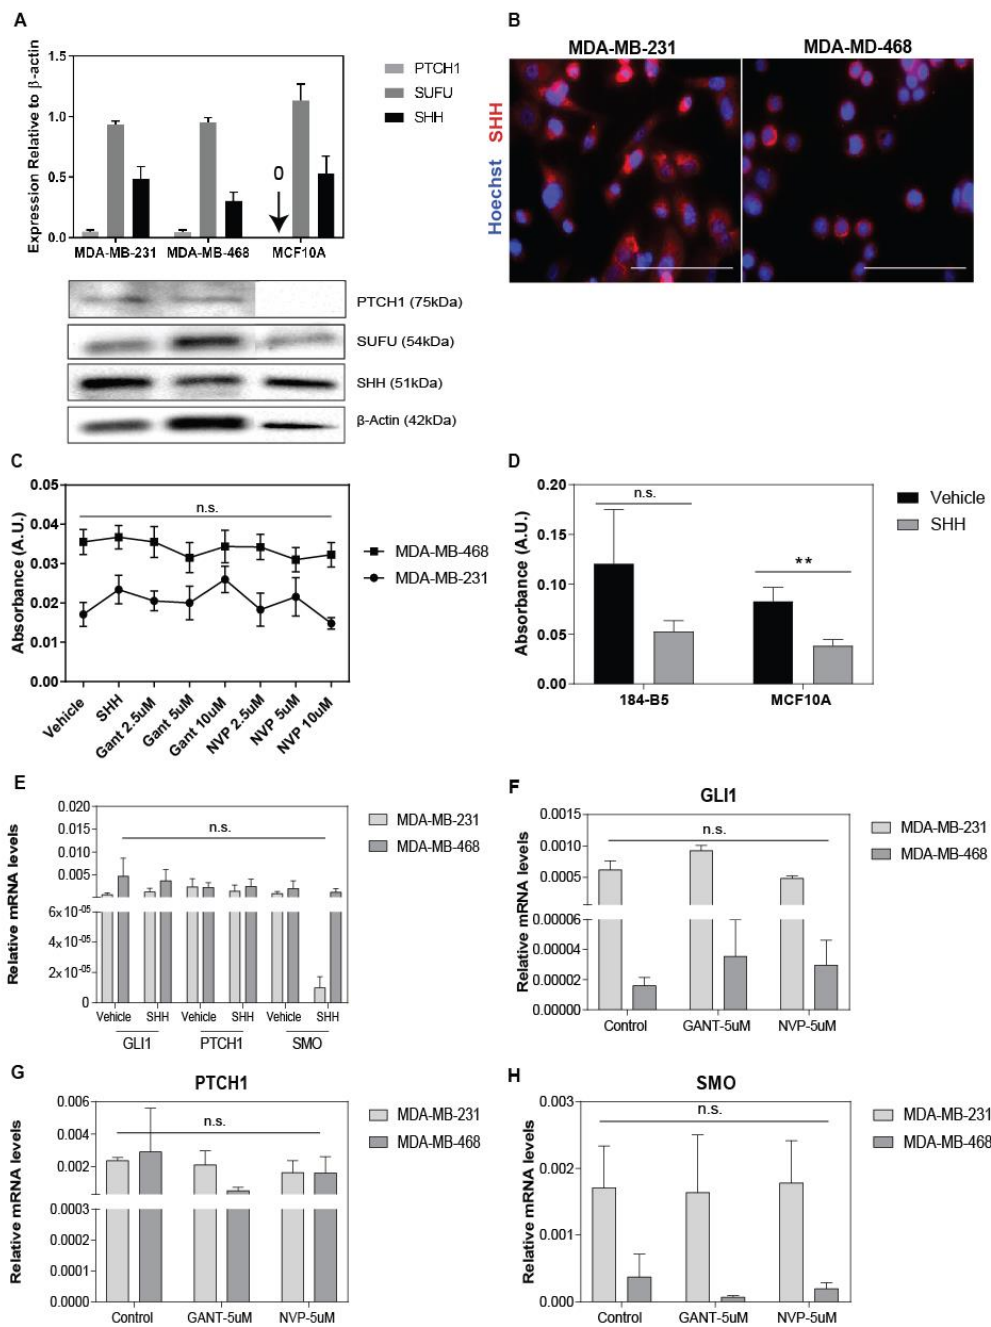 A
Expression Relative to β-actin
1.5
1.0
0.5
0.0
0
MDA-MB-231
MDA-MB-468
MCF10A
PTCH1
SUFU
SHH
PTCH1 (75kDa)
SUFU (54kDa)
SHH (51kDa)
β-Actin (42kDa)
B
MDA-MB-231
MDA-MD-468
Hoechst SHH
C
Absorbance (A.U.)
0.05
0.04
0.03
0.02
0.01
0.00
n.s.
MDA-MB-468
MDA-MB-231
Vehicle
SHH
Gant 2.5uM
Gant 5uM
Gant 10uM
NVP 2.5uM
NVP 5uM
NVP 10uM
D
Absorbance (A.U.)
0.20
0.15
0.10
0.05
0.00
n.s.
**
184-B5
MCF10A
Vehicle
SHH
E
Relative mRNA levels
0.020
0.015
0.010
0.005
6x10-05
4x10-05
2x10-05
0
n.s.
Vehicle SHH Vehicle SHH Vehicle SHH
GLI1 PTCH1 SMO
MDA-MB-231
MDA-MB-468
F
GLI1
Relative mRNA levels
0.0015
0.0010
0.0005
0.00006
0.00004
0.00002
0.00000
n.s.
Control GANT-5uM NVP-5uM
MDA-MB-231
MDA-MB-468
G
PTCH1
Relative mRNA levels
0.006
0.004
0.002
0.0003
0.0002
0.0001
0.0000
n.s.
Control GANT-5uM NVP-5uM
MDA-MB-231
MDA-MB-468
H
SMO
Relative mRNA levels
0.003
0.002
0.001
0.000
n.s.
Control GANT-5uM NVP-5uM
MDA-MB-231
MDA-MB-468